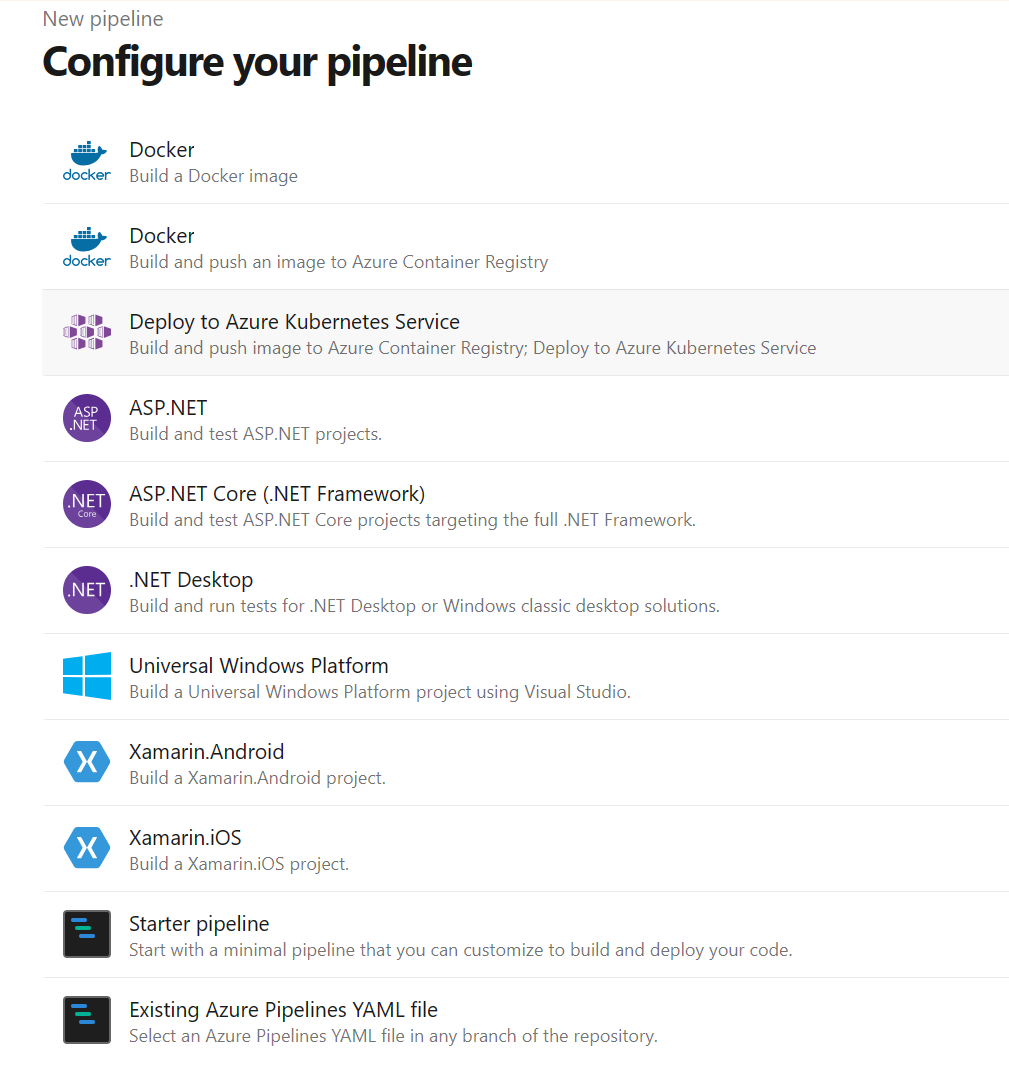 New pipeline
Configure your pipeline
docker
Docker
Build a Docker image
docker
Docker
Build and push an image to Azure Container Registry
Deploy to Azure Kubernetes Service
Build and push image to Azure Container Registry; Deploy to Azure Kubernetes Service
ASP
.NET
ASP.NET
Build and test ASP.NET projects.
.NET
Core
ASP.NET Core (.NET Framework)
Build and test ASP.NET Core projects targeting the full .NET Framework.
.NET
.NET Desktop
Build and run tests for .NET Desktop or Windows classic desktop solutions.
Universal Windows Platform
Build a Universal Windows Platform project using Visual Studio.
Xamarin.Android
Build a Xamarin.Android project.
Xamarin.iOS
Build a Xamarin.iOS project.
Starter pipeline
Start with a minimal pipeline that you can customize to build and deploy your code.
Existing Azure Pipelines YAML file
Select an Azure Pipelines YAML file in any branch of the repository.